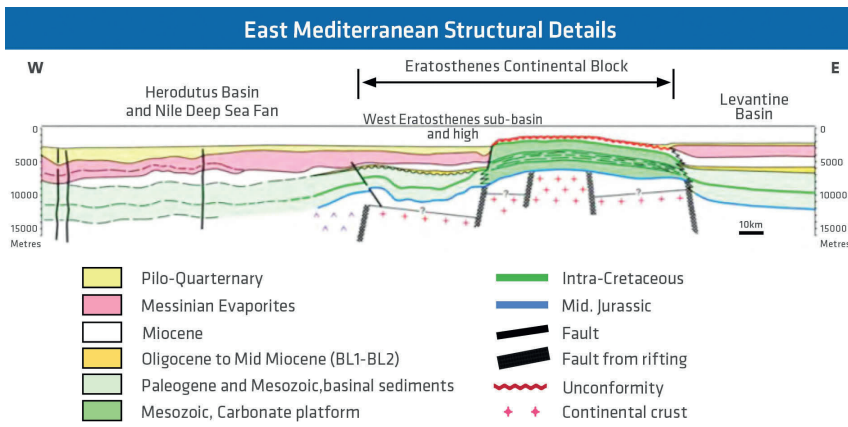 East Mediterranean Structural Details
W
Eratosthenes Continental Block
E
Herodutus Basin
and Nile Deep Sea Fan
West Eratosthenes sub-basin
and high
Levantine
Basin
0
5000
10000
15000
Metres
?
?
?
0
5000
10000
15000
Metres
10km
Pilo-Quarternary
Messinian Evaporites
Miocene
Oligocene to Mid Miocene (BL1-BL2)
Paleogene and Mesozoic,basinal sediments
Mesozoic, Carbonate platform
Intra-Cretaceous
Mid. Jurassic
Fault
Fault from rifting
Unconformity
Continental crust